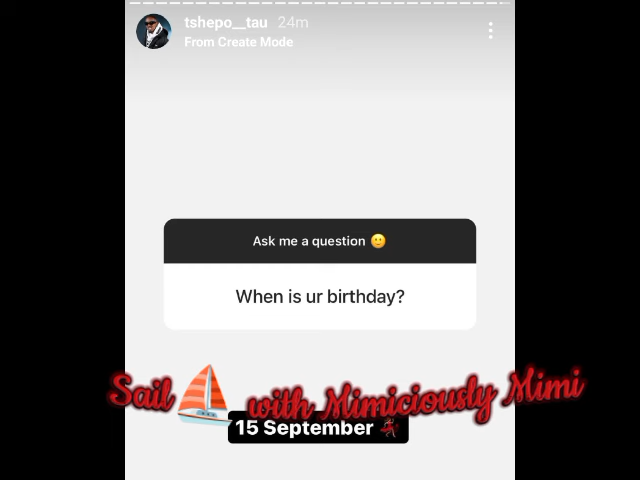 tshepo__tau 24m
From Create Mode
Ask me a question 🙂
When is ur birthday?
Sail ⛵ with Mimiciously Mimi
15 September 💃